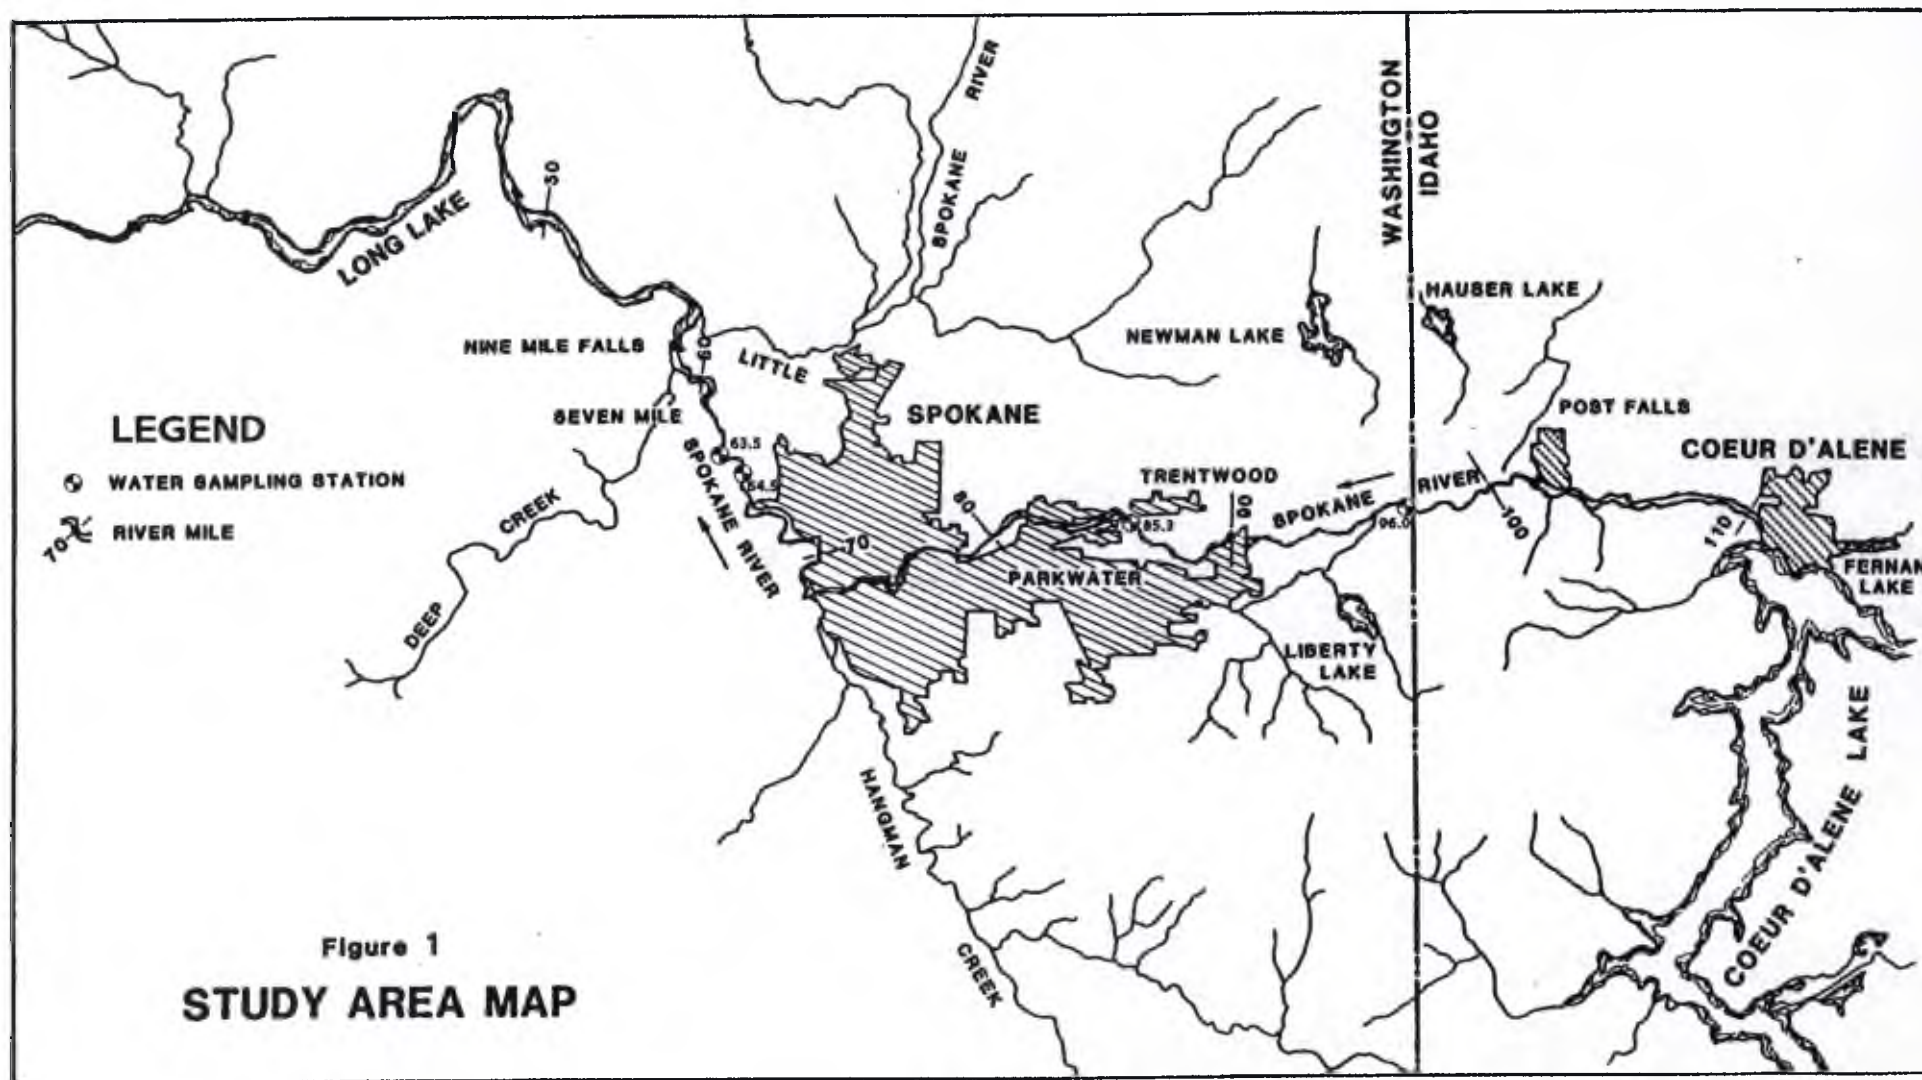 RIVER
SPOKANE
WASHINGTON
IDAHO
50
LONG LAKE
HAUSER LAKE
NEWMAN LAKE
NINE MILE FALLS
60
LITTLE
SEVEN MILE
SPOKANE
POST FALLS
COEUR D'ALENE
LEGEND
WATER SAMPLING STATION
70
RIVER MILE
63.5
64.5
SPOKANE RIVER
TRENTWOOD
80
85.3
90
SPOKANE RIVER
96.0
100
110
70
PARKWATER
FERNAN
LAKE
DEEP CREEK
LIBERTY
LAKE
HANGMAN
CREEK
COEUR D'ALENE LAKE
Figure 1
STUDY AREA MAP